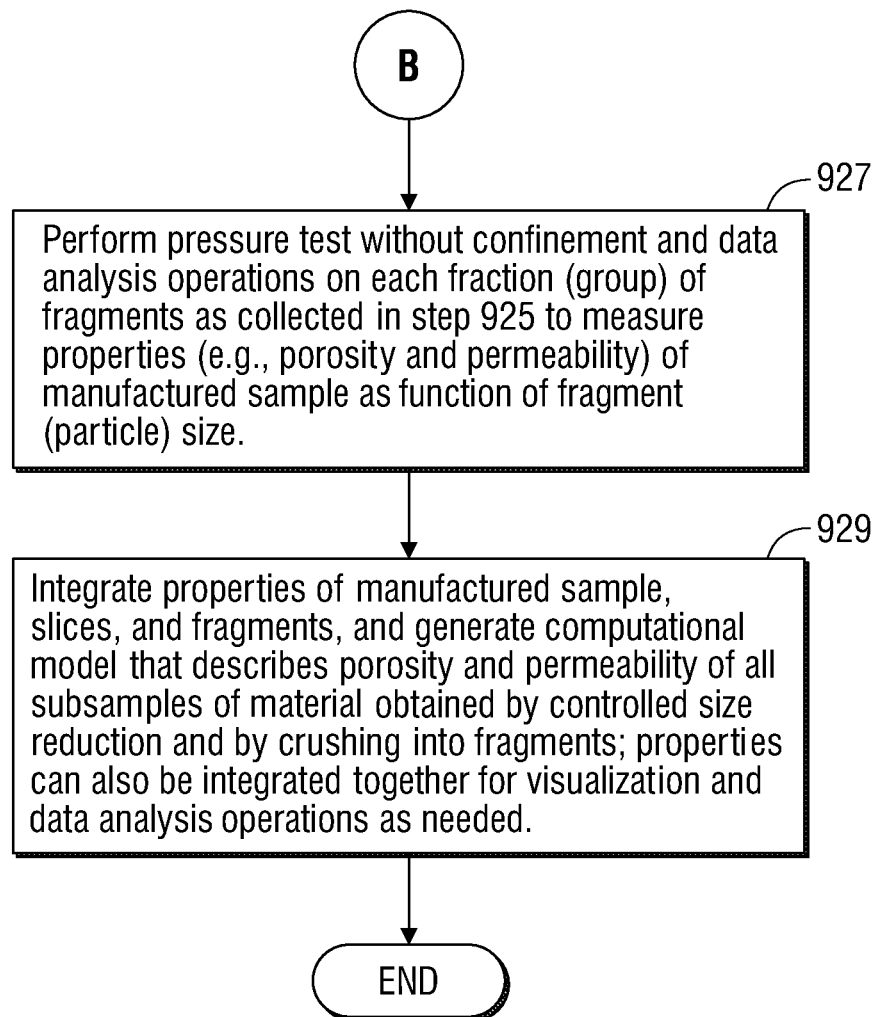 B
927
Perform pressure test without confinement and data
analysis operations on each fraction (group) of
fragments as collected in step 925 to measure
properties (e.g., porosity and permeability) of
manufactured sample as function of fragment
(particle) size.
929
Integrate properties of manufactured sample,
slices, and fragments, and generate computational
model that describes porosity and permeability of all
subsamples of material obtained by controlled size
reduction and by crushing into fragments; properties
can also be integrated together for visualization and
data analysis operations as needed.
END